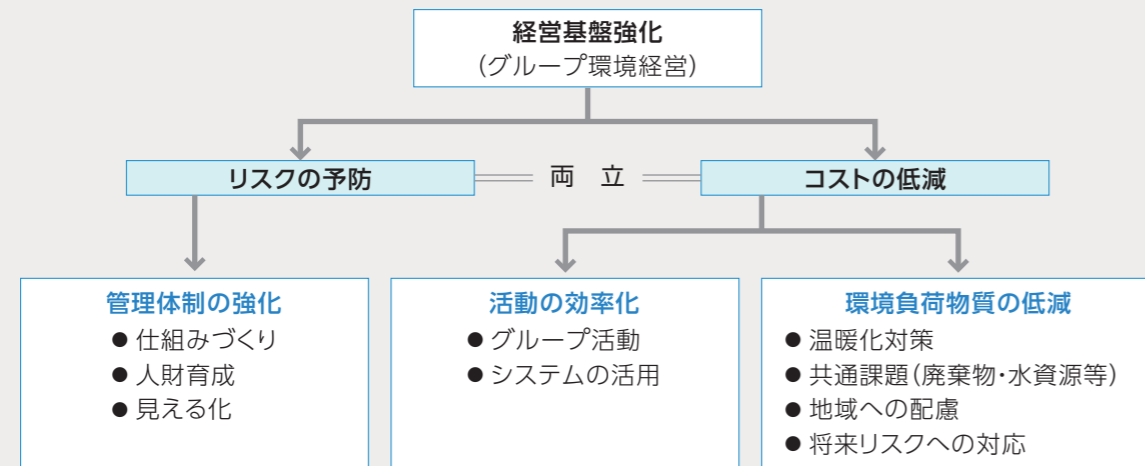 経営基盤強化
(グループ環境経営)
リスクの予防
両 立
コストの低減
管理体制の強化
● 仕組みづくり
● 人財育成
● 見える化
活動の効率化
● グループ活動
● システムの活用
環境負荷物質の低減
● 温暖化対策
● 共通課題(廃棄物・水資源等)
● 地域への配慮
● 将来リスクへの対応